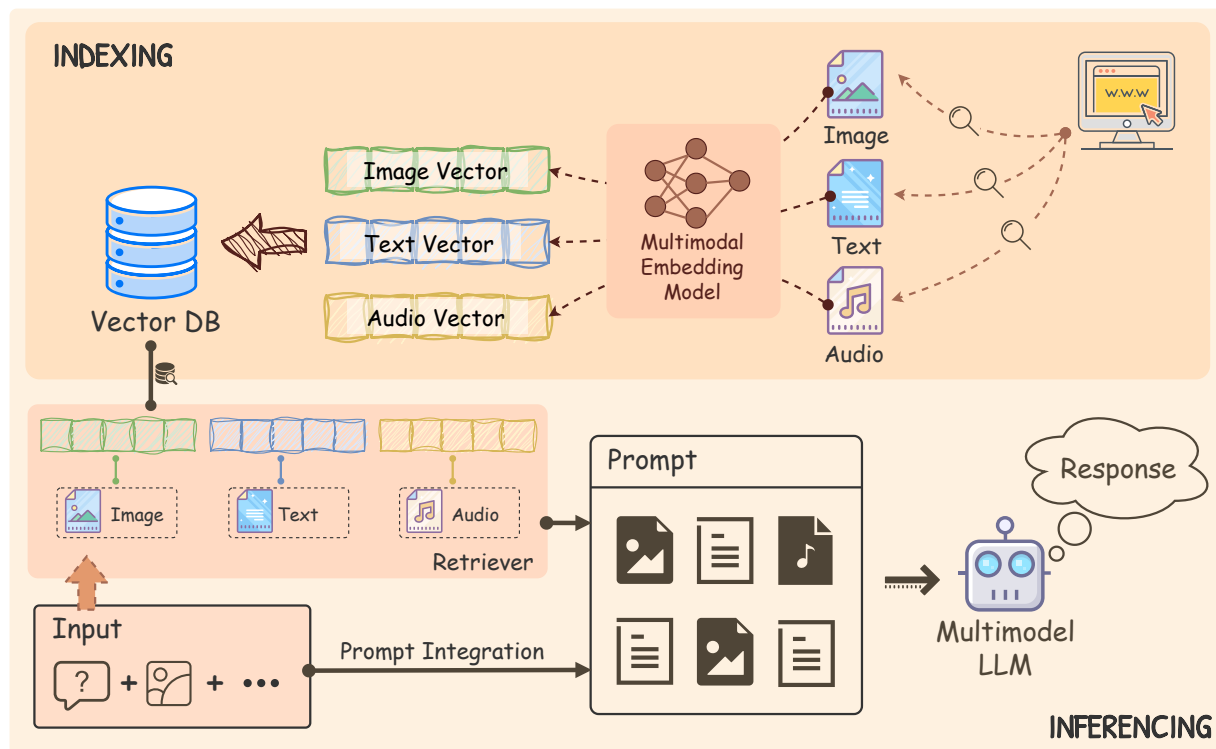 INDEXING
W.W.W
Image
Image Vector
Text Vector
Multimodal
Embedding
Model
Text
Vector DB
Audio Vector
Audio
Image
Text
Audio
Retriever
Prompt
Response
Input
?
+
+
Prompt Integration
Multimodel
LLM
INFERENCING